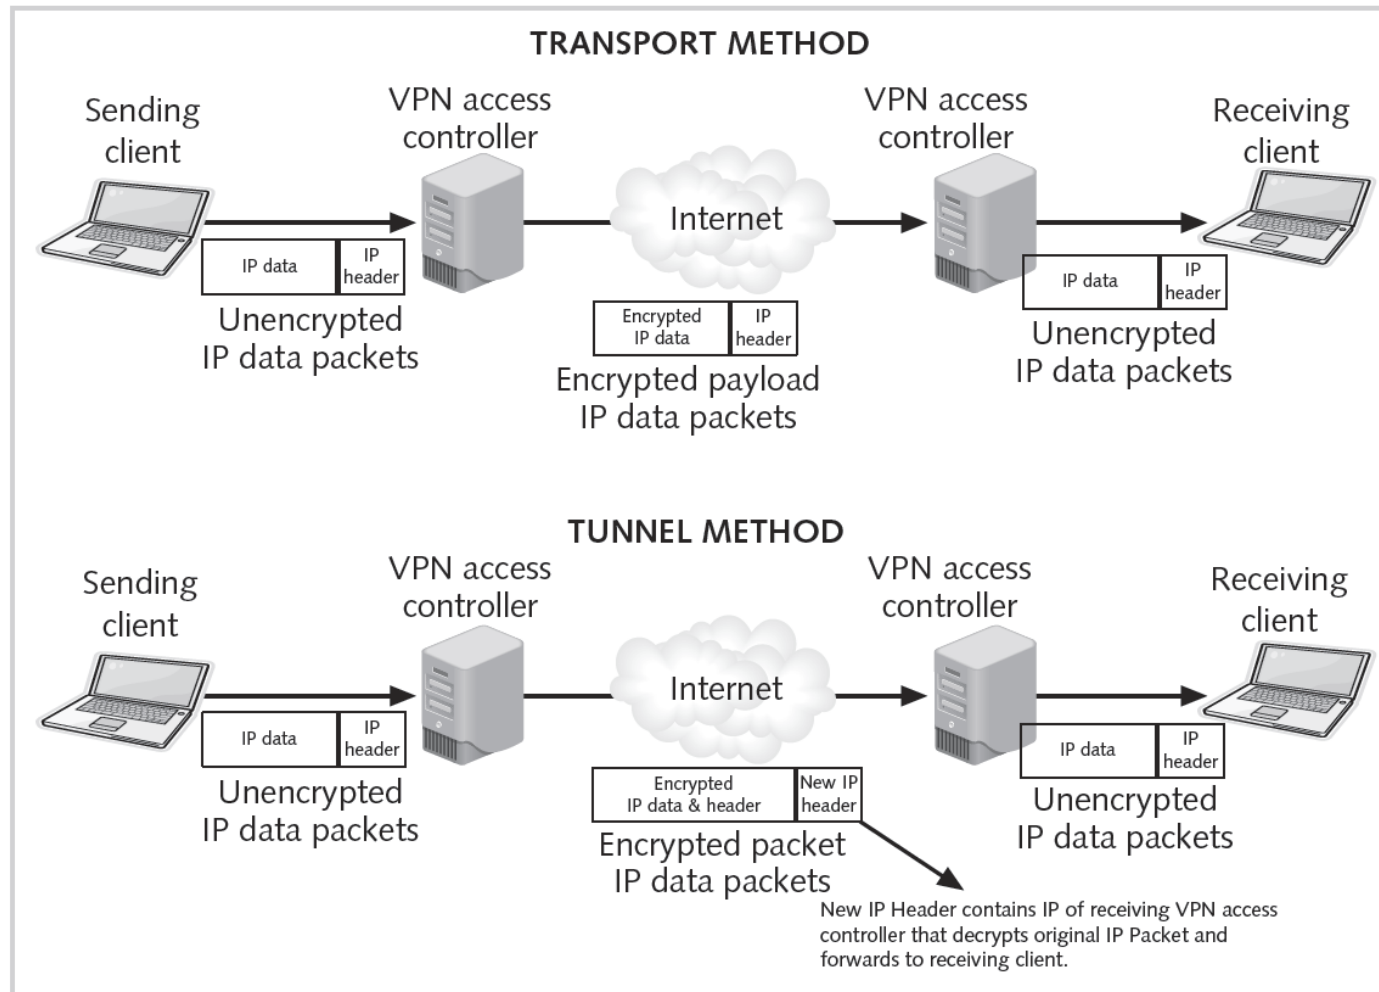 TRANSPORT METHOD
Sending
client
VPN access
controller
Internet
VPN access
controller
Receiving
client
IP data
IP
header
Unencrypted
IP data packets
Encrypted
IP data
IP
header
Encrypted payload
IP data packets
IP data
IP
header
Unencrypted
IP data packets
TUNNEL METHOD
Sending
client
VPN access
controller
Internet
VPN access
controller
Receiving
client
IP data
IP
header
Unencrypted
IP data packets
Encrypted
IP data & header
New IP
header
Encrypted packet
IP data packets
IP data
IP
header
Unencrypted
IP data packets
New IP Header contains IP of receiving VPN access
controller that decrypts original IP Packet and
forwards to receiving client.